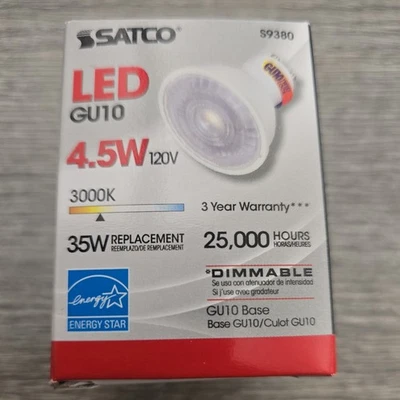 SATCO
S9380
LED
GU10
4.5W 120V
3000K
3 Year Warranty***
35W REPLACEMENT
REEMPLAZO/DE REMPLACEMENT
25,000 HOURS
HORAS/HEURES
°DIMMABLE
Se usa con atenuador de intensidad
S'il j'use avec gradateur
GU10 Base
Base GU10/Culot GU10
energy
ENERGY STAR